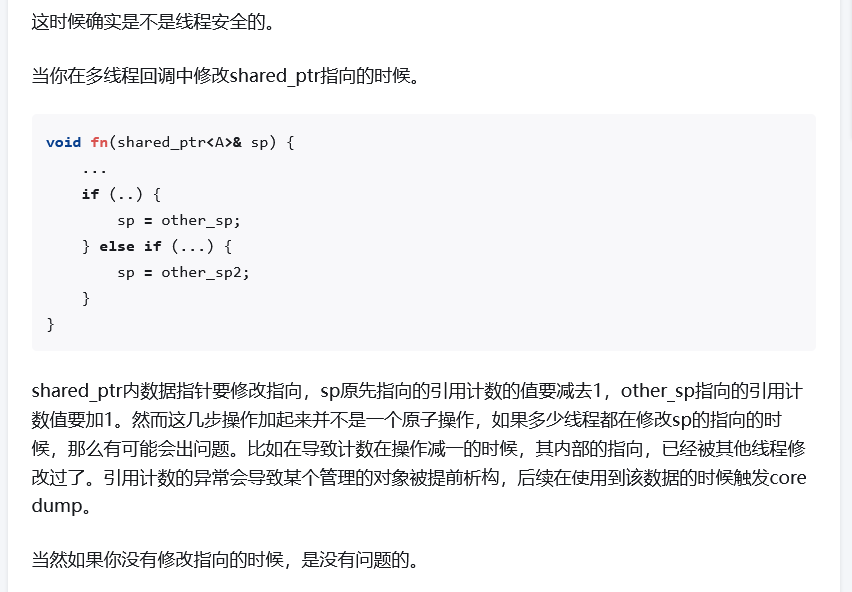 这时候确实是不是线程安全的。
当你在多线程回调中修改shared_ptr指向的时候。
void fn(shared_ptr<A>& sp) {
    ...
    if (..) {
        sp = other_sp;
    } else if (...) {
        sp = other_sp2;
    }
}
shared_ptr内数据指针要修改指向，sp原先指向的引用计数的值要减去1，other_sp指向的引用计
数值要加1。然而这几步操作加起来并不是一个原子操作，如果多少线程都在修改sp的指向的时
候，那么有可能会出问题。比如在导致计数在操作减一的时候，其内部的指向，已经被其他线程修
改过了。引用计数的异常会导致某个管理的对象被提前析构，后续在使用到该数据的时候触发core
dump。
当然如果你没有修改指向的时候，是没有问题的。